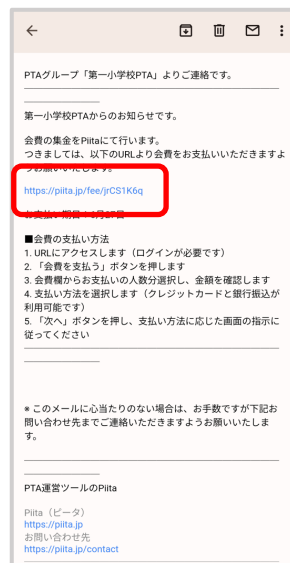 PTAグループ「第一小学校PTA」よりご連絡です。
第一小学校PTAからのお知らせです。
会費の集金をPiitaにて行います。
つきましては、以下のURLより会費をお支払いいただきますよ
うお願いいたします。
https://piita.jp/fee/jrCS1K6q
お支払い期日：
■会費の支払い方法
1. URLにアクセスします（ログインが必要です）
2. 「会費を支払う」ボタンを押します
3. 会費欄からお支払いの人数分選択し、金額を確認します
4. 支払い方法を選択します（クレジットカードと銀行振込が
利用可能です）
5. 「次へ」ボタンを押し、支払い方法に応じた画面の指示に
従ってください
※ このメールに心当たりのない場合は、お手数ですが下記お
問い合わせ先までご連絡いただきますようお願いいたしま
す。
PTA運営ツールのPiita
Piita（ピータ）
https://piita.jp
お問い合わせ先
https://piita.jp/contact